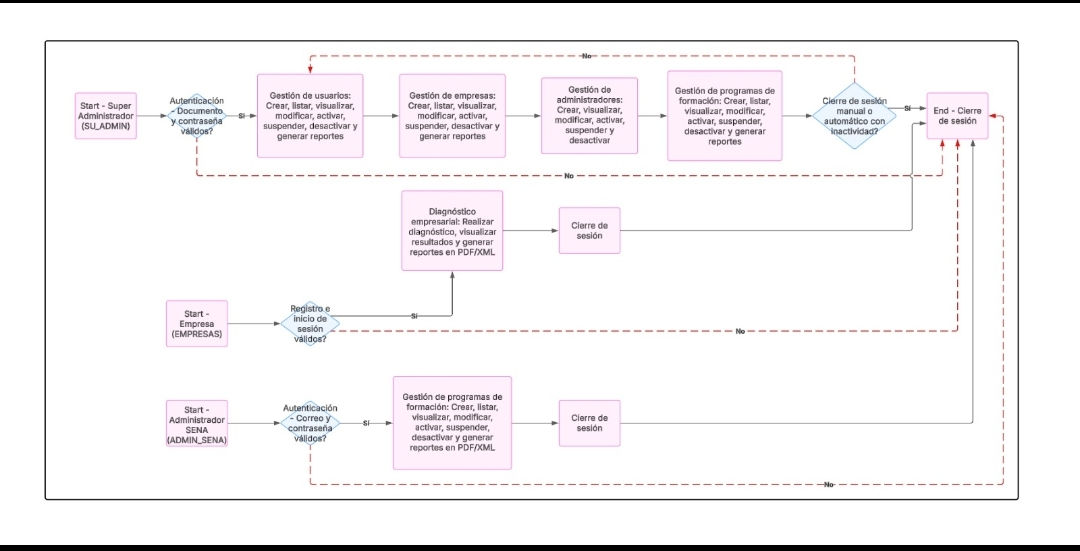 No
Start - Super
Administrador
(SU_ADMIN)
Autenticación
- Documento
y contraseña
válidos?
Sí
Gestión de usuarios:
Crear, listar, visualizar,
modificar, activar,
suspender, desactivar y
generar reportes
Gestión de empresas:
Crear, listar, visualizar,
modificar, activar,
suspender, desactivar y
generar reportes
Gestión de
administradores:
Crear, visualizar,
modificar, activar,
suspender y
desactivar
Gestión de programas de
formación: Crear, listar,
visualizar, modificar,
activar, suspender,
desactivar y generar
reportes
Cierre de sesión
manual o
automático con
inactividad?
Sí
End - Cierre
de sesión
No
Diagnóstico
empresarial: Realizar
diagnóstico, visualizar
resultados y generar
reportes en PDF/XML
Cierre de
sesión
Start -
Empresa
(EMPRESAS)
Registro e
inicio de
sesión
válidos?
Sí
No
Start -
Administrador
SENA
(ADMIN_SENA)
Autenticación
- Correo y
contraseña
válidos?
Sí
Gestión de programas de
formación: Crear, listar,
visualizar, modificar,
activar, suspender,
desactivar y generar
reportes en PDF/XML
Cierre de
sesión
No